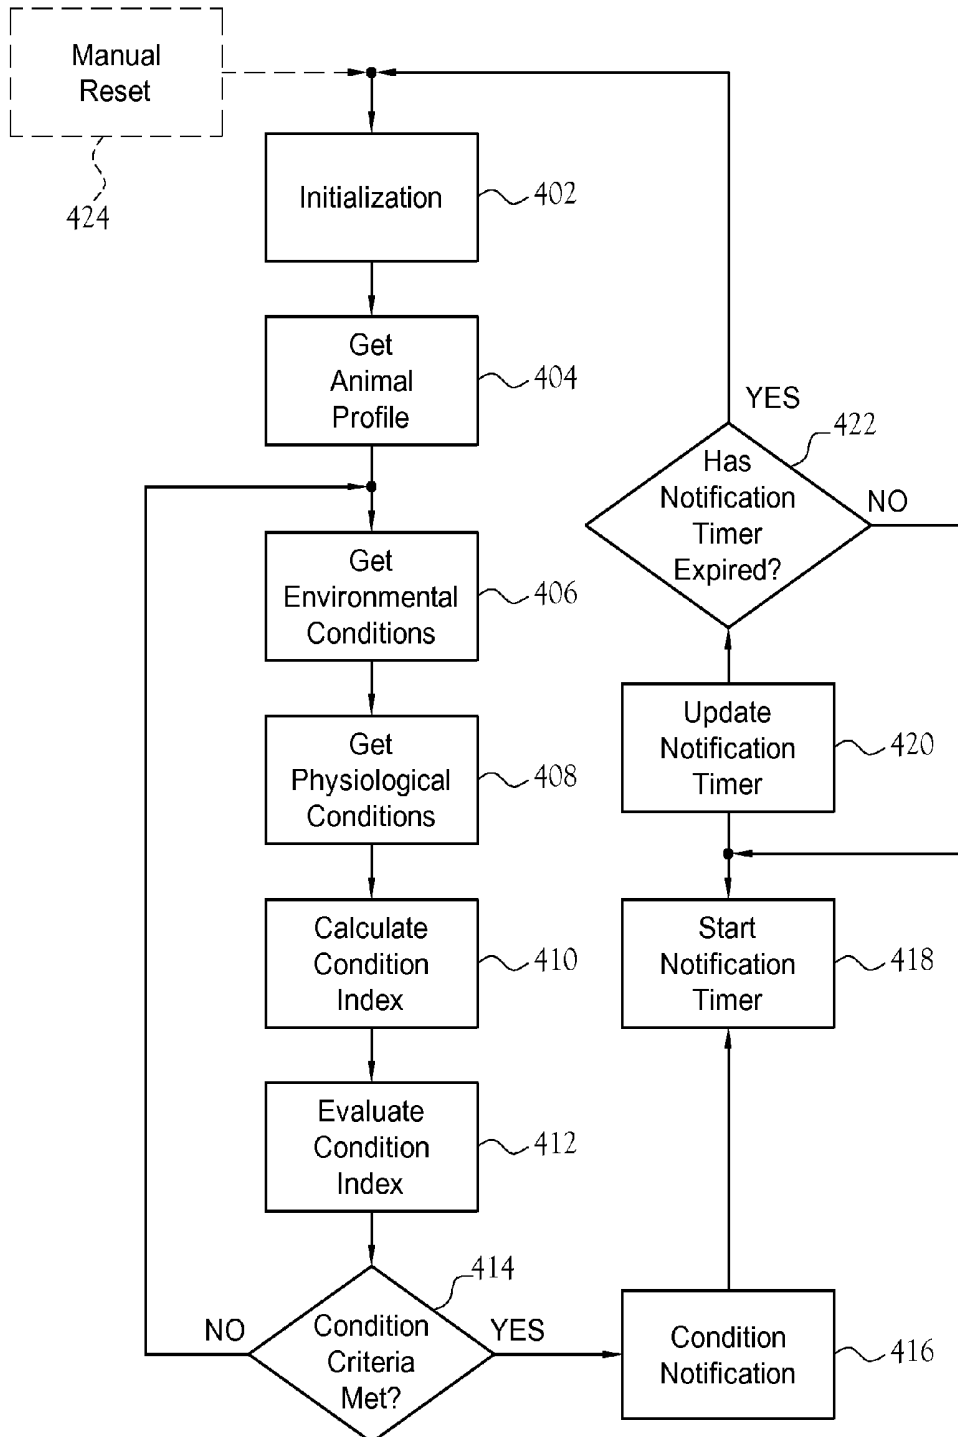 Manual
Reset
424
Initialization
402
Get
Animal
Profile
404
Get
Environmental
Conditions
406
Get
Physiological
Conditions
408
Calculate
Condition
Index
410
Evaluate
Condition
Index
412
414
NO
Condition
Criteria
Met?
YES
Condition
Notification
416
Start
Notification
Timer
418
Update
Notification
Timer
420
YES
422
Has
Notification
Timer
Expired?
NO